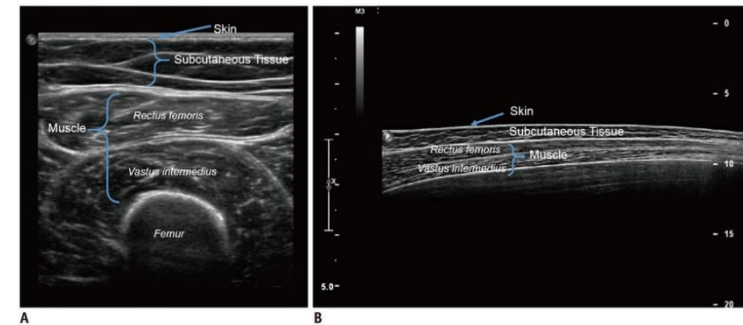 Skin
Subcutaneous Tissue
Rectus femoris
Muscle
Vastus intermedius
Femur
5.0-
A
M3
- 0
- 5
Skin
Subcutaneous Tissue
Rectus femoris
Muscle
- 10
Vastus intermedius
- 15
- 20
B